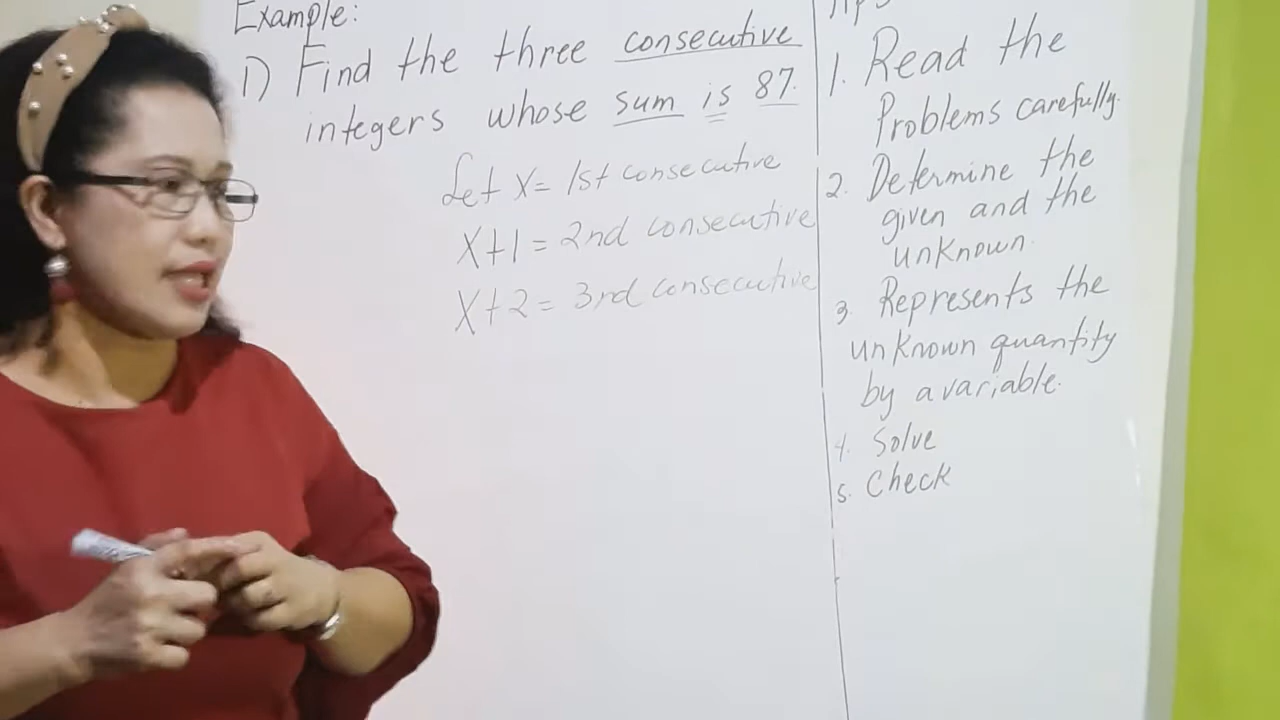 Example:
1) Find the three consecutive
integers whose sum is 87.
Let x = 1st consecutive
x+1 = 2nd consecutive
x+2 = 3rd consecutive
1. Read the
Problems carefully.
2. Determine the
given and the
unknown.
3. Represents the
unknown quantity
by a variable.
4. Solve
5. Check